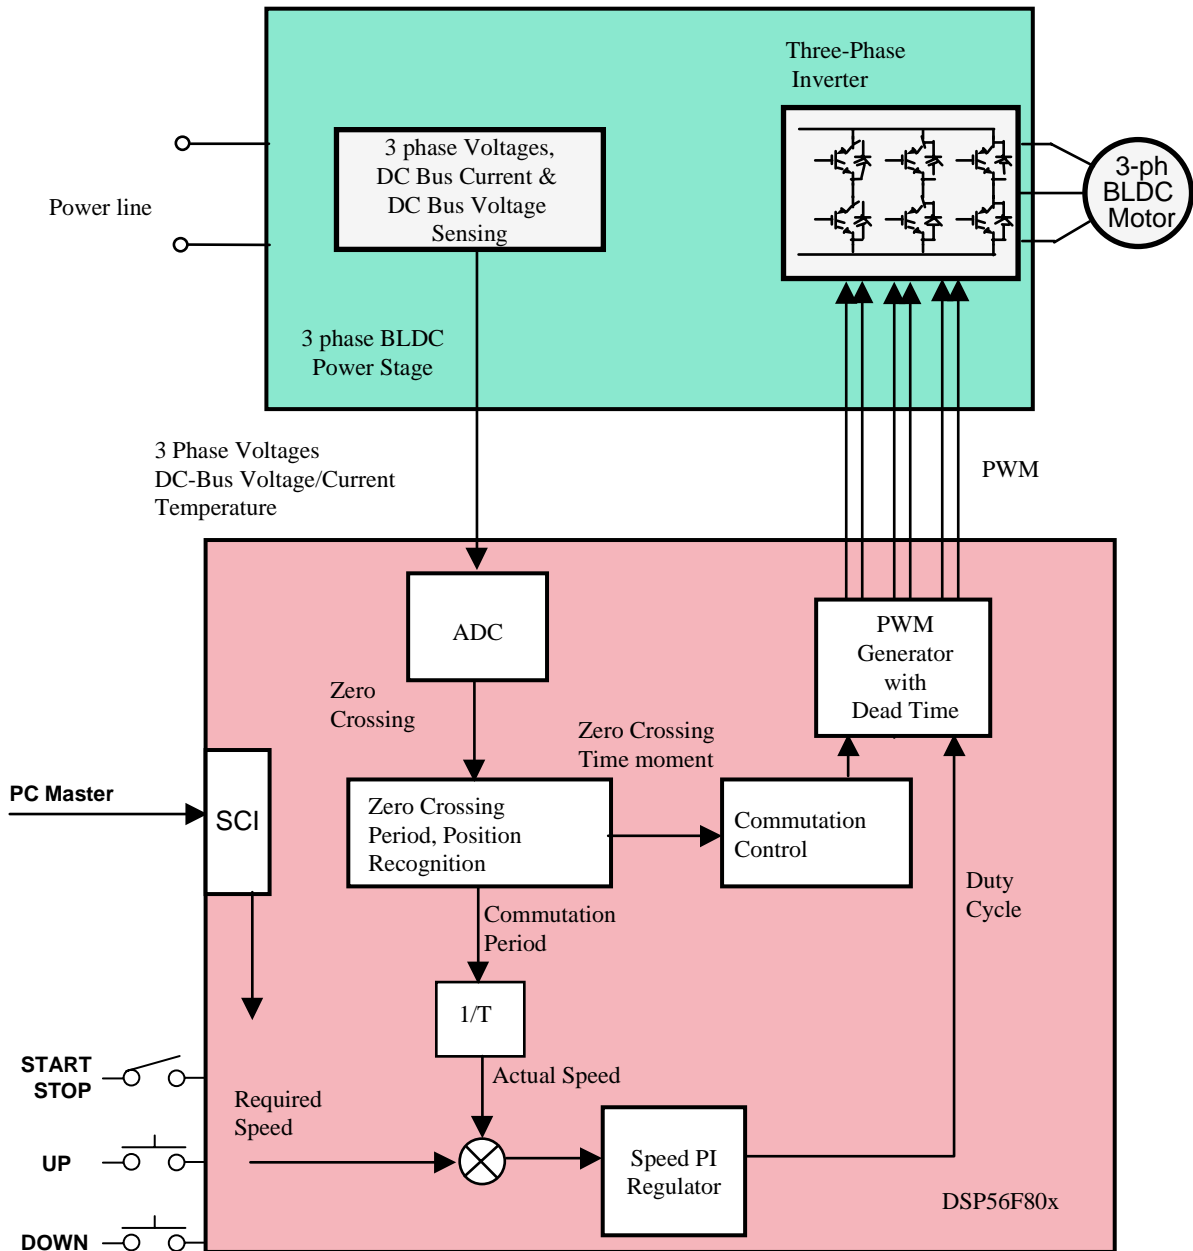 Three-Phase
Inverter
3 phase Voltages,
DC Bus Current &
DC Bus Voltage
Sensing
Power line
3-ph
BLDC
Motor
3 phase BLDC
Power Stage
3 Phase Voltages
DC-Bus Voltage/Current
Temperature
PWM
ADC
PWM
Generator
with
Dead Time
Zero
Crossing
Zero Crossing
Time moment
PC Master
SCI
Zero Crossing
Period, Position
Recognition
Commutation
Control
Duty
Cycle
Commutation
Period
1/T
START
STOP
Actual Speed
Required
Speed
UP
Speed PI
Regulator
DSP56F80x
DOWN